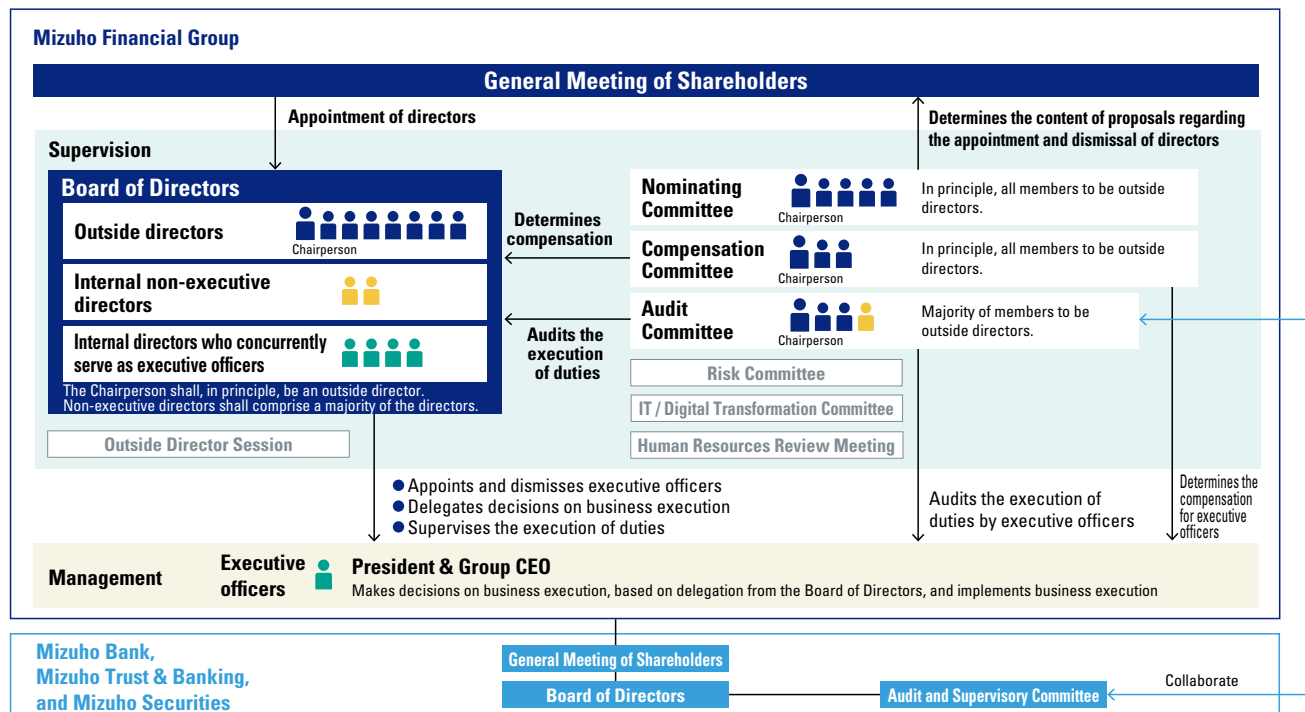 Mizuho Financial Group
General Meeting of Shareholders
Appointment of directors
Determines the content of proposals regarding
the appointment and dismissal of directors
Supervision
Board of Directors
Outside directors
Chairperson
Internal non-executive
directors
Internal directors who concurrently
serve as executive officers
The Chairperson shall, in principle, be an outside director.
Non-executive directors shall comprise a majority of the directors.
Outside Director Session
Determines
compensation
Audits the
execution
of duties
Nominating
Committee
Chairperson
In principle, all members to be outside
directors.
Compensation
Committee
Chairperson
In principle, all members to be outside
directors.
Audit
Committee
Chairperson
Majority of members to be
outside directors.
Risk Committee
IT / Digital Transformation Committee
Human Resources Review Meeting
● Appoints and dismisses executive officers
● Delegates decisions on business execution
● Supervises the execution of duties
Audits the execution of
duties by executive officers
Determines the
compensation
for executive
officers
Management
Executive
officers
President & Group CEO
Makes decisions on business execution, based on delegation from the Board of Directors, and implements business execution
Mizuho Bank,
Mizuho Trust & Banking,
and Mizuho Securities
General Meeting of Shareholders
Board of Directors
Audit and Supervisory Committee
Collaborate